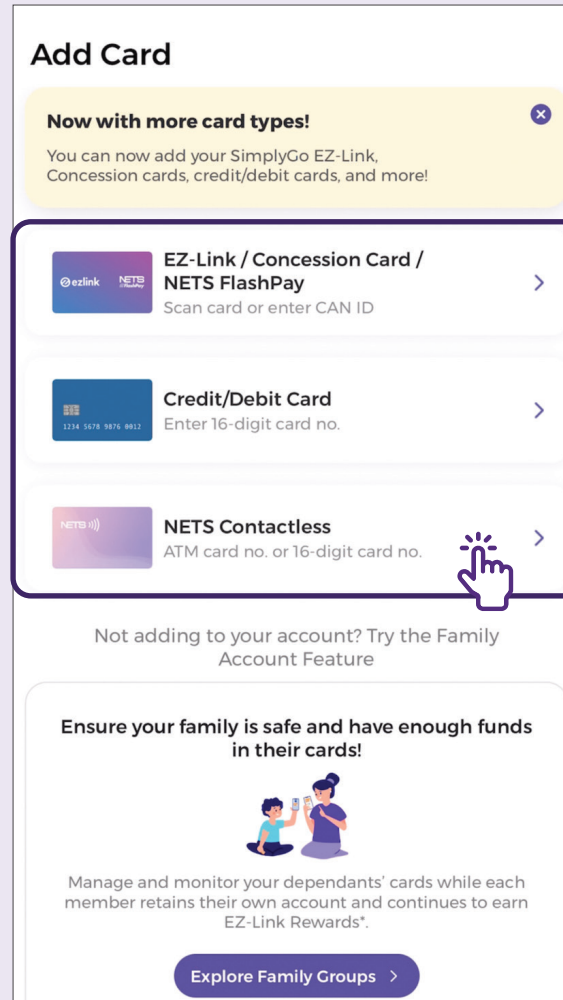 Add Card
Now with more card types!
You can now add your SimplyGo EZ-Link,
Concession cards, credit/debit cards, and more!
ezlink NETS FlashPay
EZ-Link / Concession Card /
NETS FlashPay
Scan card or enter CAN ID
1234 5678 9876 0012
Credit/Debit Card
Enter 16-digit card no.
NETS
NETS Contactless
ATM card no. or 16-digit card no.
Not adding to your account? Try the Family
Account Feature
Ensure your family is safe and have enough funds
in their cards!
Manage and monitor your dependants’ cards while each
member retains their own account and continues to earn
EZ-Link Rewards*.
Explore Family Groups >